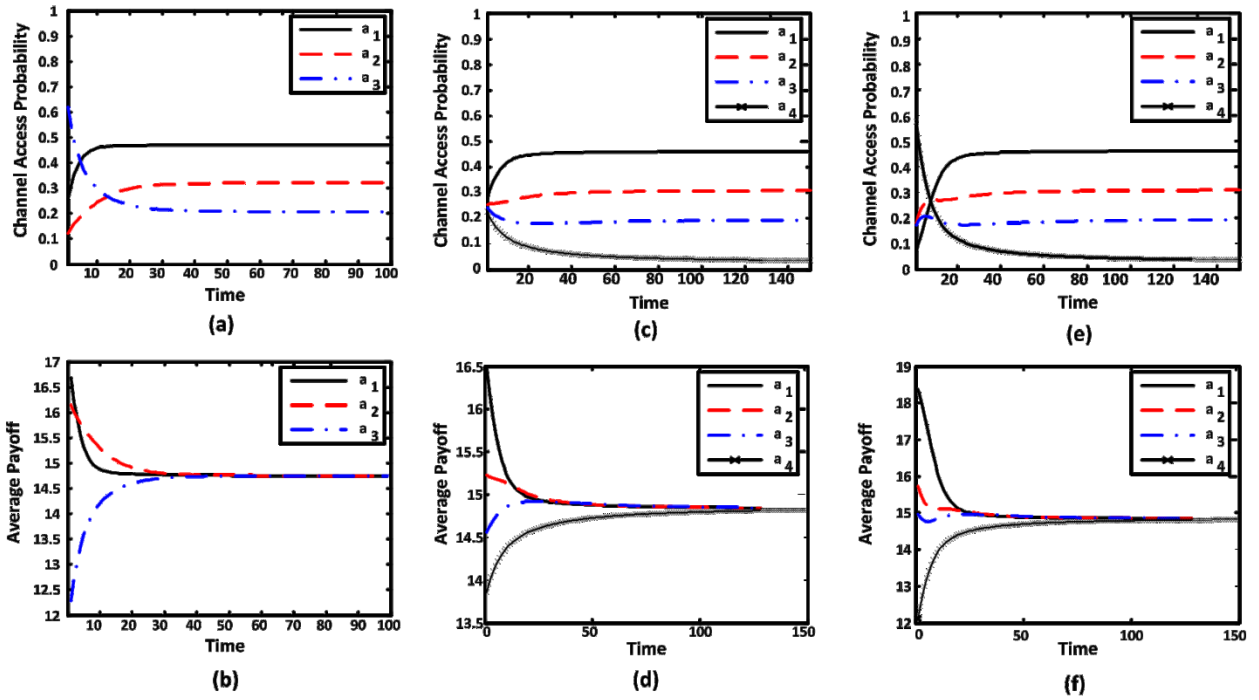 1
0.9
0.8
0.7
0.6
0.5
0.4
0.3
0.2
0.1
0
Channel Access Probability
10 20 30 40 50 60 70 80 90 100
Time
a 1
a 2
a 3
(a)
1
0.9
0.8
0.7
0.6
0.5
0.4
0.3
0.2
0.1
0
Channel Access Probability
20 40 60 80 100 120 140
Time
a 1
a 2
a 3
a 4
(c)
1
0.9
0.8
0.7
0.6
0.5
0.4
0.3
0.2
0.1
0
Channel Access Probability
20 40 60 80 100 120 140
Time
a 1
a 2
a 3
a 4
(e)
17
16.5
16
15.5
15
14.5
14
13.5
13
12.5
12
Average Payoff
10 20 30 40 50 60 70 80 90 100
Time
a 1
a 2
a 3
(b)
16.5
16
15.5
15
14.5
14
13.5
Average Payoff
0 50 100 150
Time
a 1
a 2
a 3
a 4
(d)
19
18
17
16
15
14
13
12
Average Payoff
0 50 100 150
Time
a 1
a 2
a 3
a 4
(f)